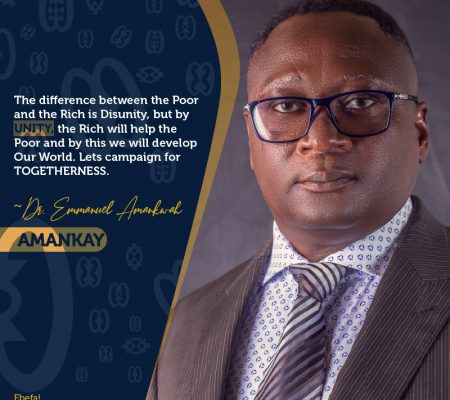 The difference between the Poor
and the Rich is Disunity, but by
UNITY, the Rich will help the
Poor and by this we will develop
Our World. Lets campaign for
TOGETHERNESS.
~Dr. Emmanuel Amankwah
AMANKAY
Ebefa!